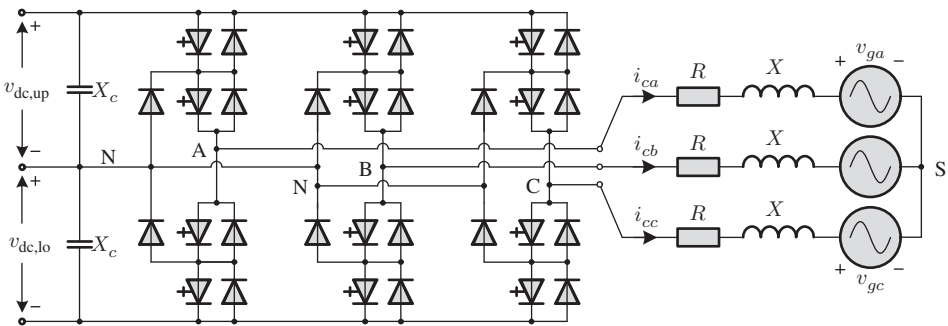 +
v_dc,up
X_c
−
N
+
v_dc,lo
X_c
−
A
B
N
C
i_ca
R
X
+
v_ga
−
i_cb
R
X
S
i_cc
R
X
+
v_gc
−